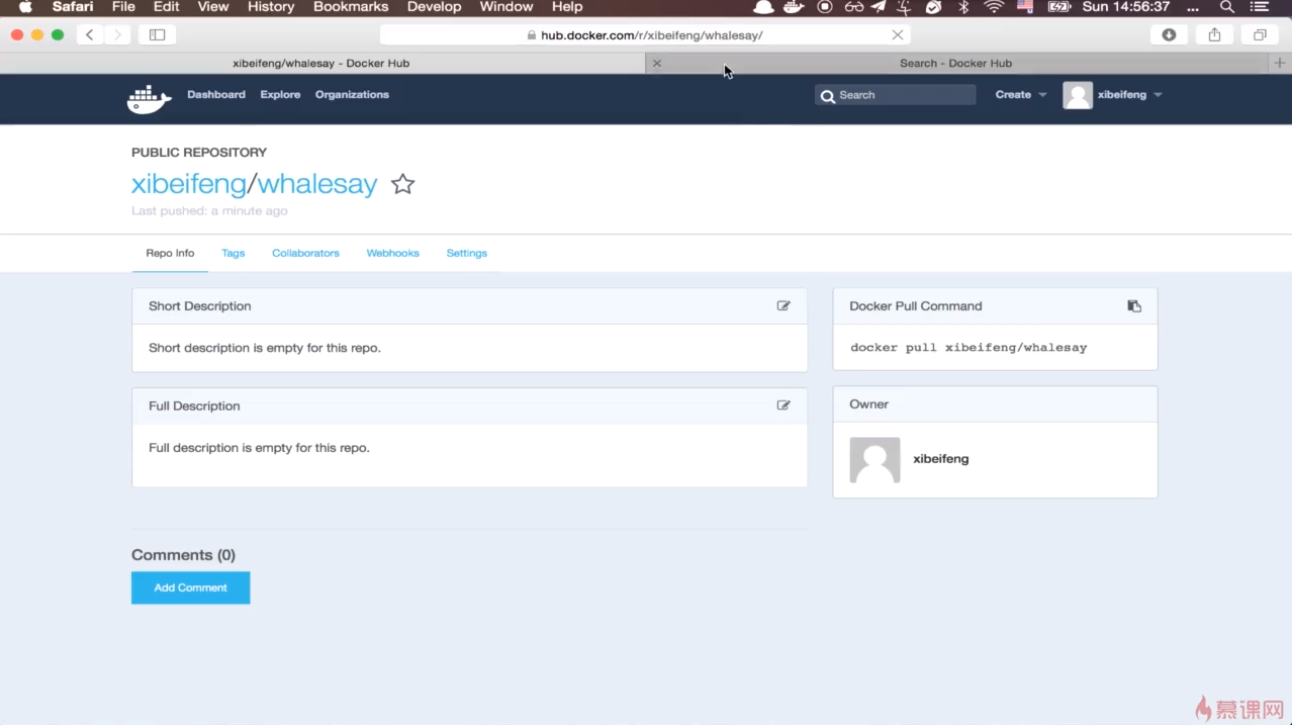 Safari File Edit View History Bookmarks Develop Window Help Sun 14:56:37 ...
hub.docker.com/r/xibeifeng/whalesay/
xibeifeng/whalesay - Docker Hub Search - Docker Hub
Dashboard Explore Organizations Search Create xibeifeng
PUBLIC REPOSITORY
xibeifeng/whalesay
Last pushed: a minute ago
Repo Info Tags Collaborators Webhooks Settings
Short Description
Short description is empty for this repo.
Full Description
Full description is empty for this repo.
Docker Pull Command
docker pull xibeifeng/whalesay
Owner
xibeifeng
Comments (0)
Add Comment
慕课网